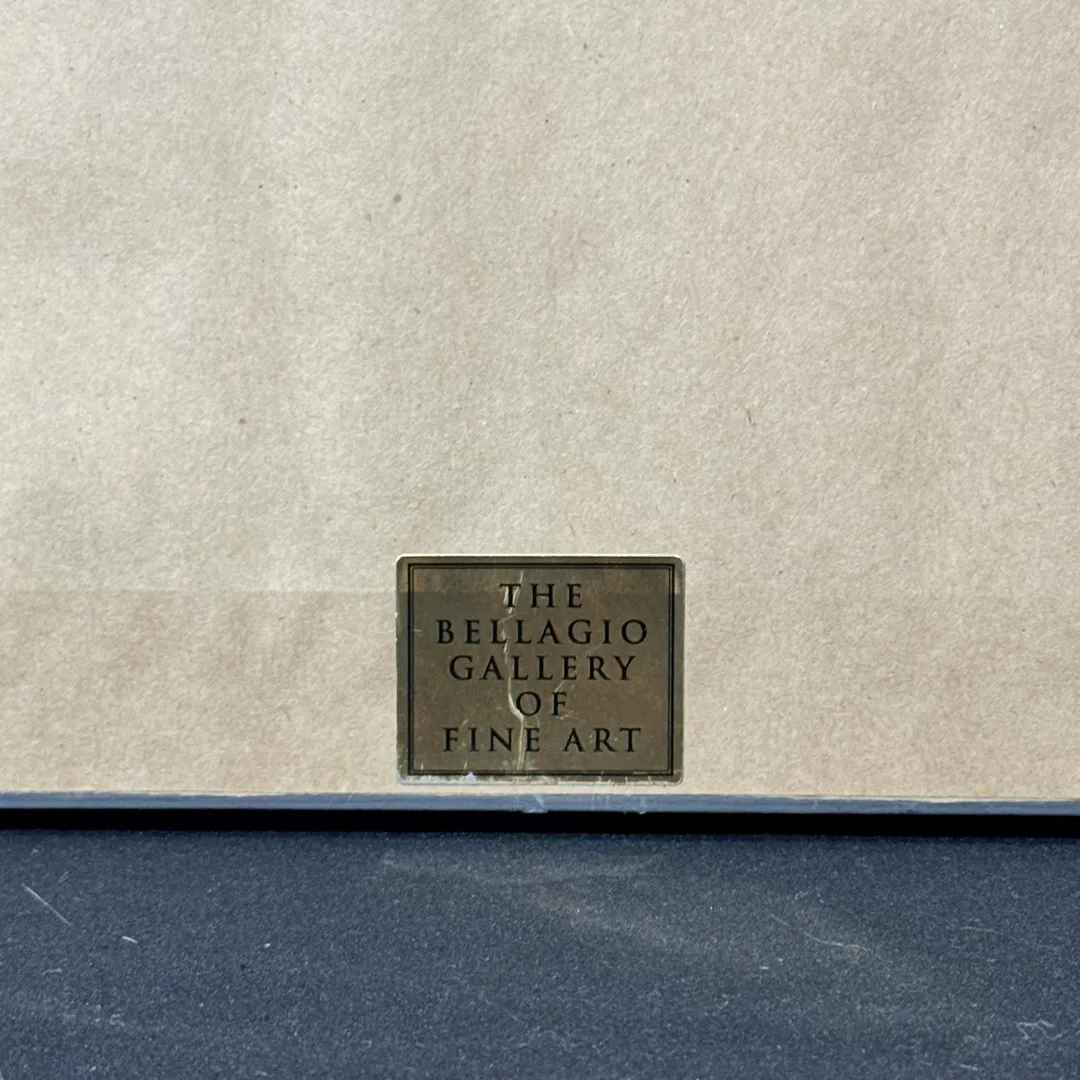 THE
BELLAGIO
GALLERY
OF
FINE ART